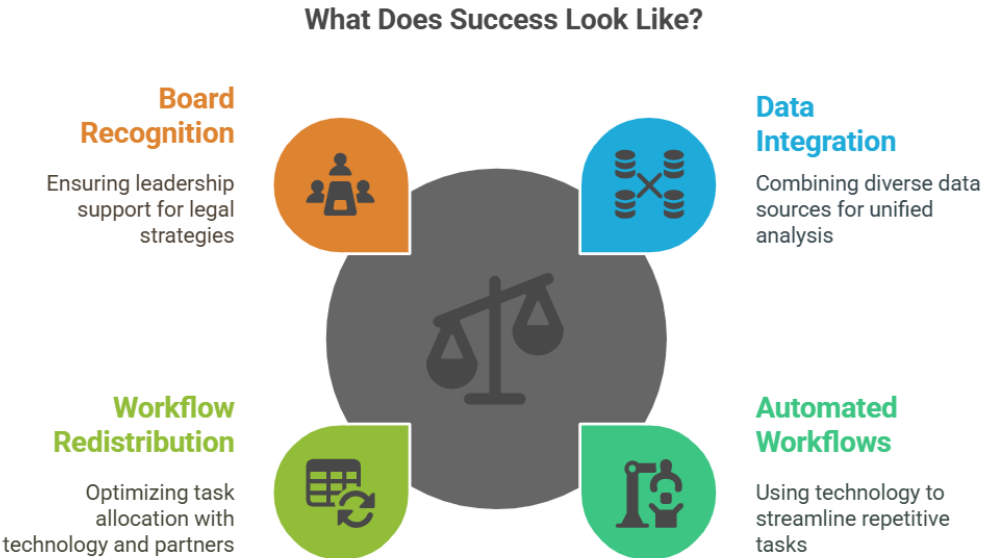 What Does Success Look Like?
Board
Recognition
Ensuring leadership
support for legal
strategies
Data
Integration
Combining diverse data
sources for unified
analysis
Workflow
Redistribution
Optimizing task
allocation with
technology and partners
Automated
Workflows
Using technology to
streamline repetitive
tasks